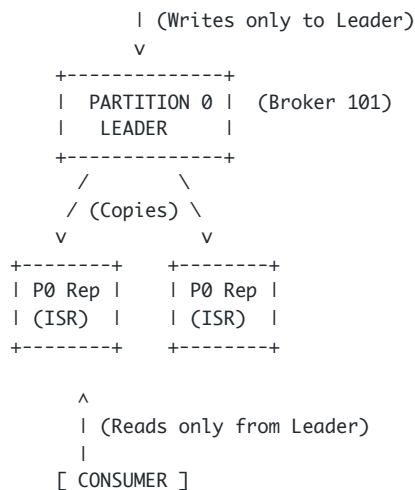 | (Writes only to Leader)
v
+--------------+
| PARTITION 0 | (Broker 101)
| LEADER |
+--------------+
/ \
/ (Copies) \
v v
+--------+ +--------+
| P0 Rep | | P0 Rep |
| (ISR) | | (ISR) |
+--------+ +--------+
^
| (Reads only from Leader)
|
[ CONSUMER ]